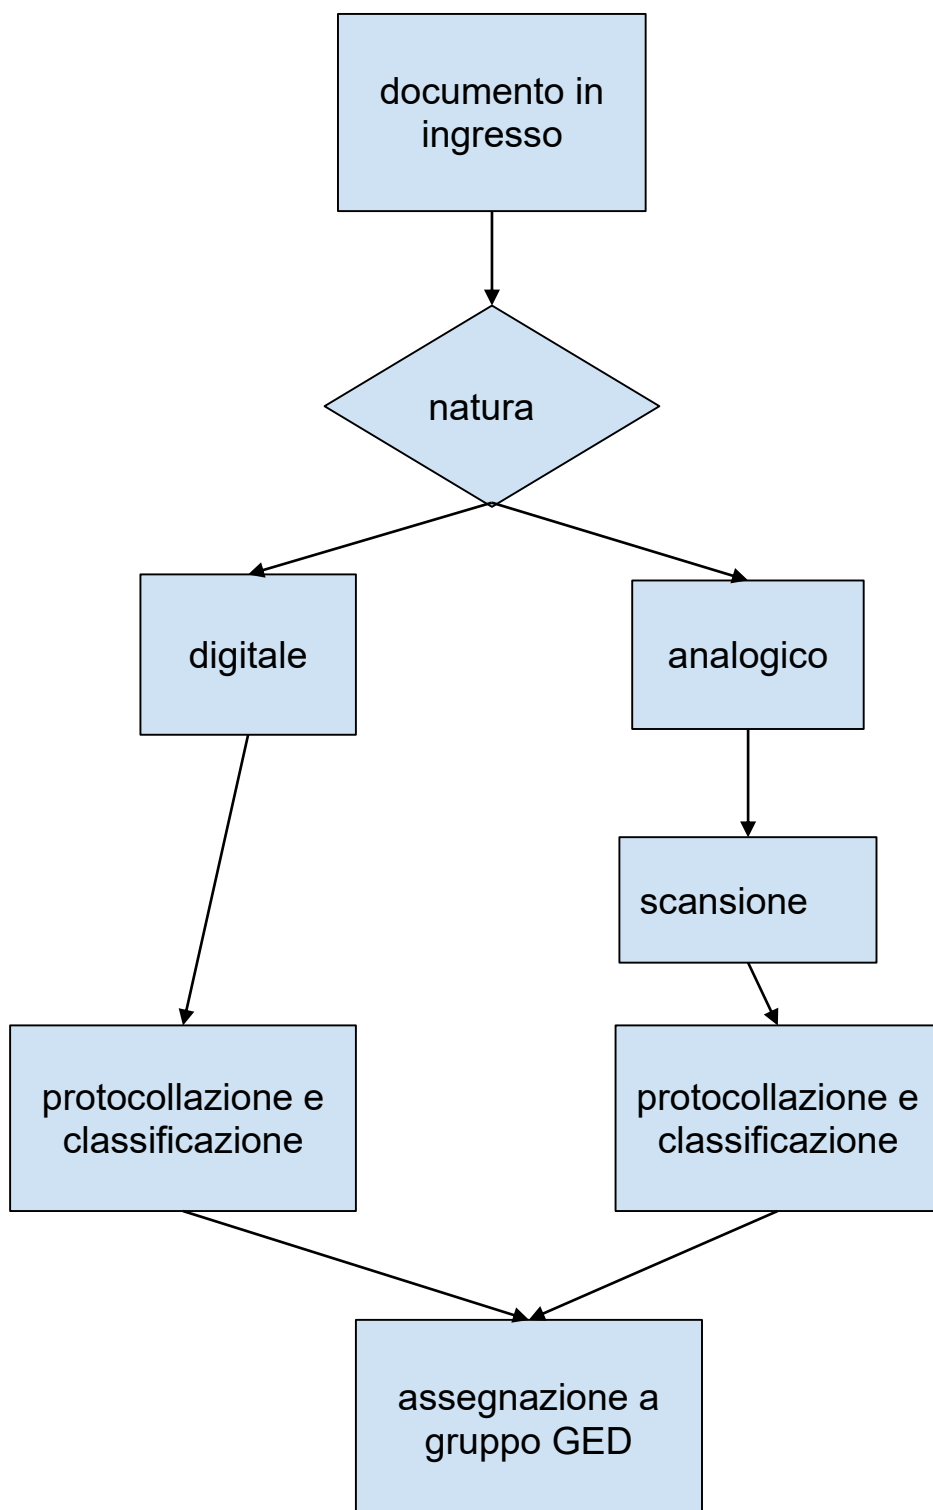 documento in
ingresso
natura
digitale
analogico
scansione
protocollazione e
classificazione
protocollazione e
classificazione
assegnazione a
gruppo GED